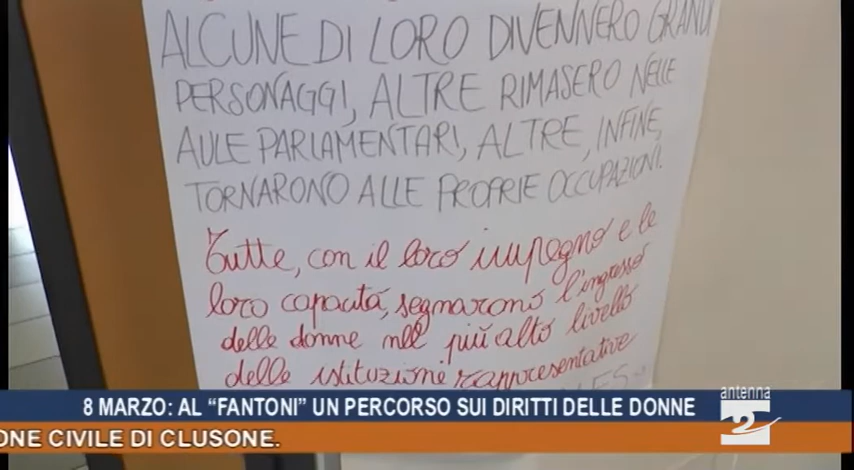 ALCUNE DI LORO DIVENNERO GRANDI
PERSONAGGI, ALTRE RIMASERO NELLE
AULE PARLAMENTARI, ALTRE, INFINE,
TORNARONO ALLE PROPRIE OCCUPAZIONI.
Tutte, con il loro impegno e le
loro capacità, segnarono l'ingresso
delle donne nel più alto livello
delle istituzioni rappresentative
8 MARZO: AL “FANTONI” UN PERCORSO SUI DIRITTI DELLE DONNE
antenna
2
ONE CIVILE DI CLUSONE.